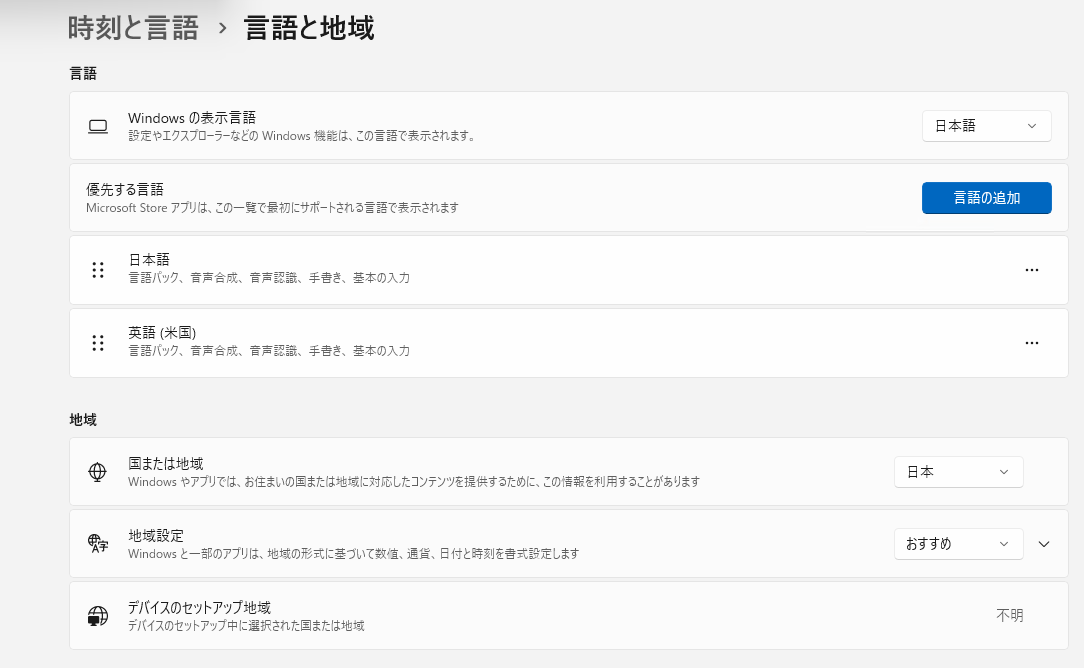 時刻と言語 › 言語と地域
言語
Windows の表示言語
設定やエクスプローラーなどの Windows 機能は、この言語で表示されます。
日本語
優先する言語
Microsoft Store アプリは、この一覧で最初にサポートされる言語で表示されます
言語の追加
日本語
言語パック、音声合成、音声認識、手書き、基本の入力
英語 (米国)
言語パック、音声合成、音声認識、手書き、基本の入力
地域
国または地域
Windows やアプリでは、お住まいの国または地域に対応したコンテンツを提供するために、この情報を利用することがあります
日本
地域設定
Windows と一部のアプリは、地域の形式に基づいて数値、通貨、日付と時刻を書式設定します
おすすめ
デバイスのセットアップ地域
デバイスのセットアップ中に選択された国または地域
不明